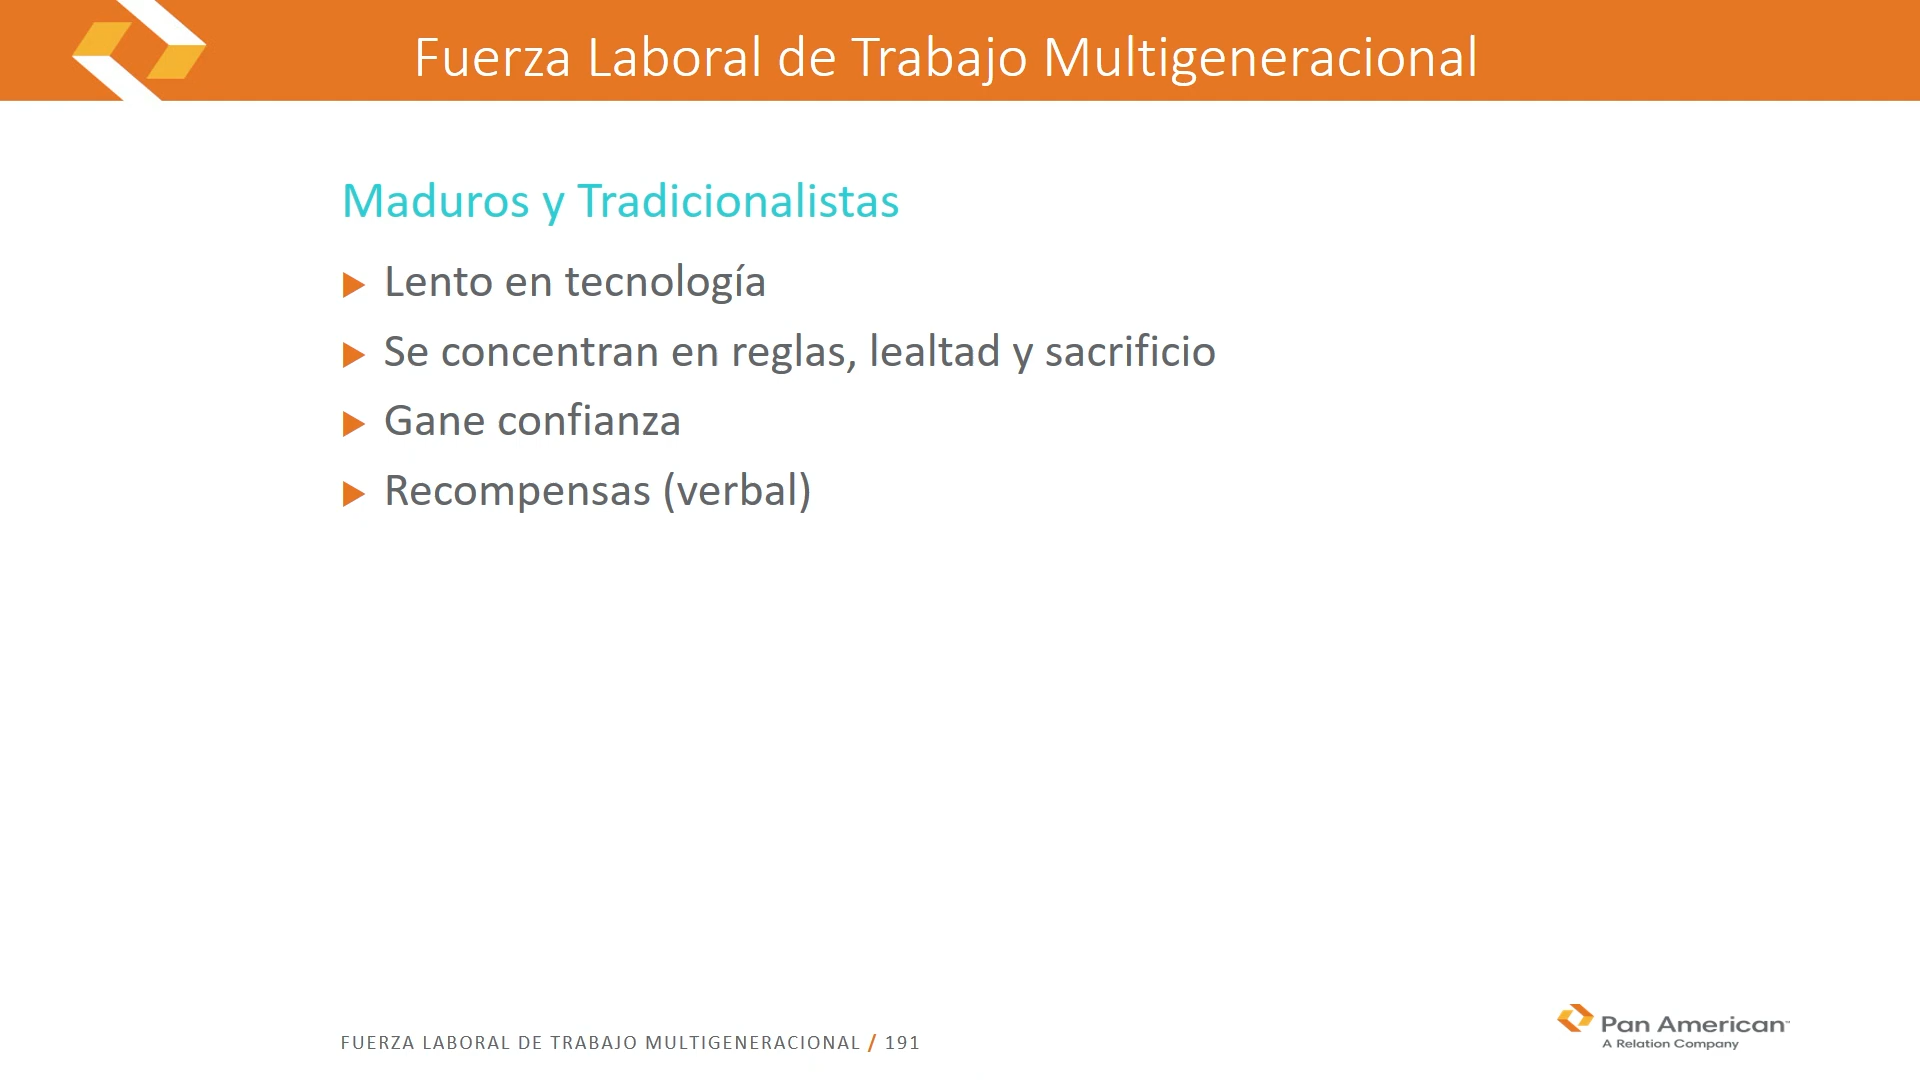 Fuerza Laboral de Trabajo Multigeneracional
Maduros y Tradicionalistas
Lento en tecnología
Se concentran en reglas, lealtad y sacrificio
Gane confianza
Recompensas (verbal)
FUERZA LABORAL DE TRABAJO MULTIGENERACIONAL / 191
Pan American™
A Relation Company